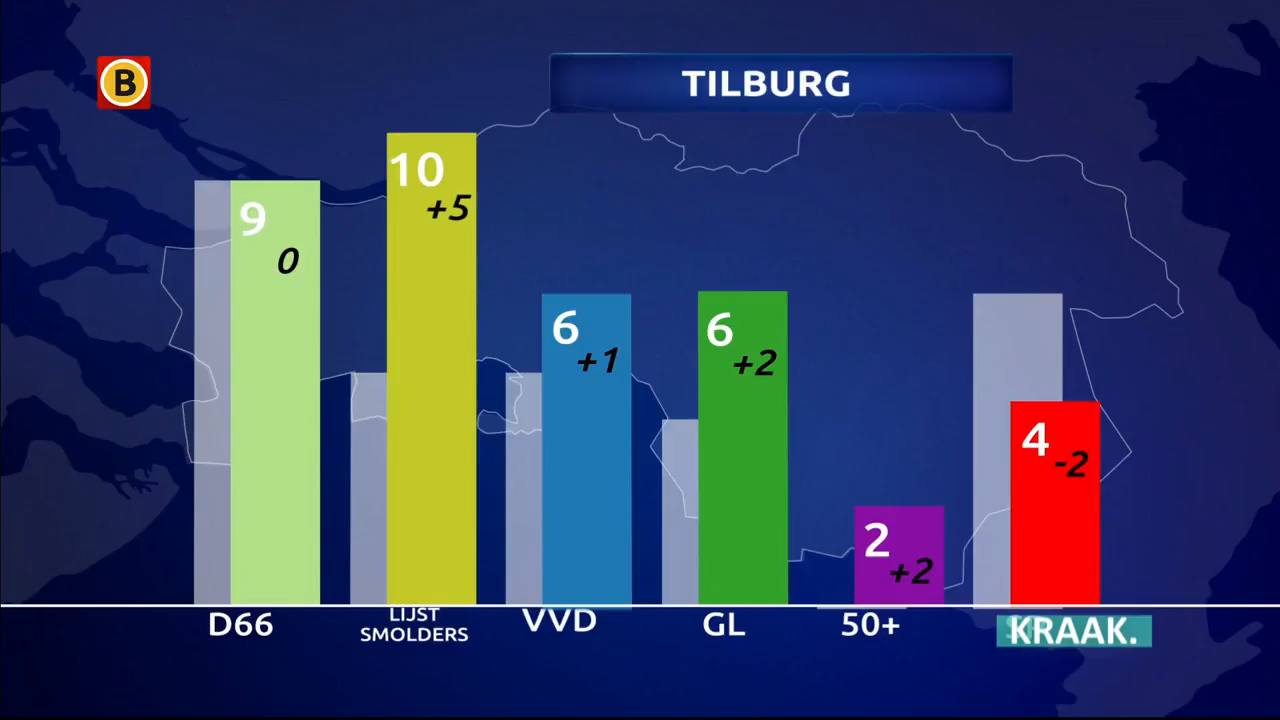 B
TILBURG
9
0
10
+5
6
+1
6
+2
2
+2
4
-2
D66
LIJST
SMOLDERS
VVD
GL
50+
KRAAK.